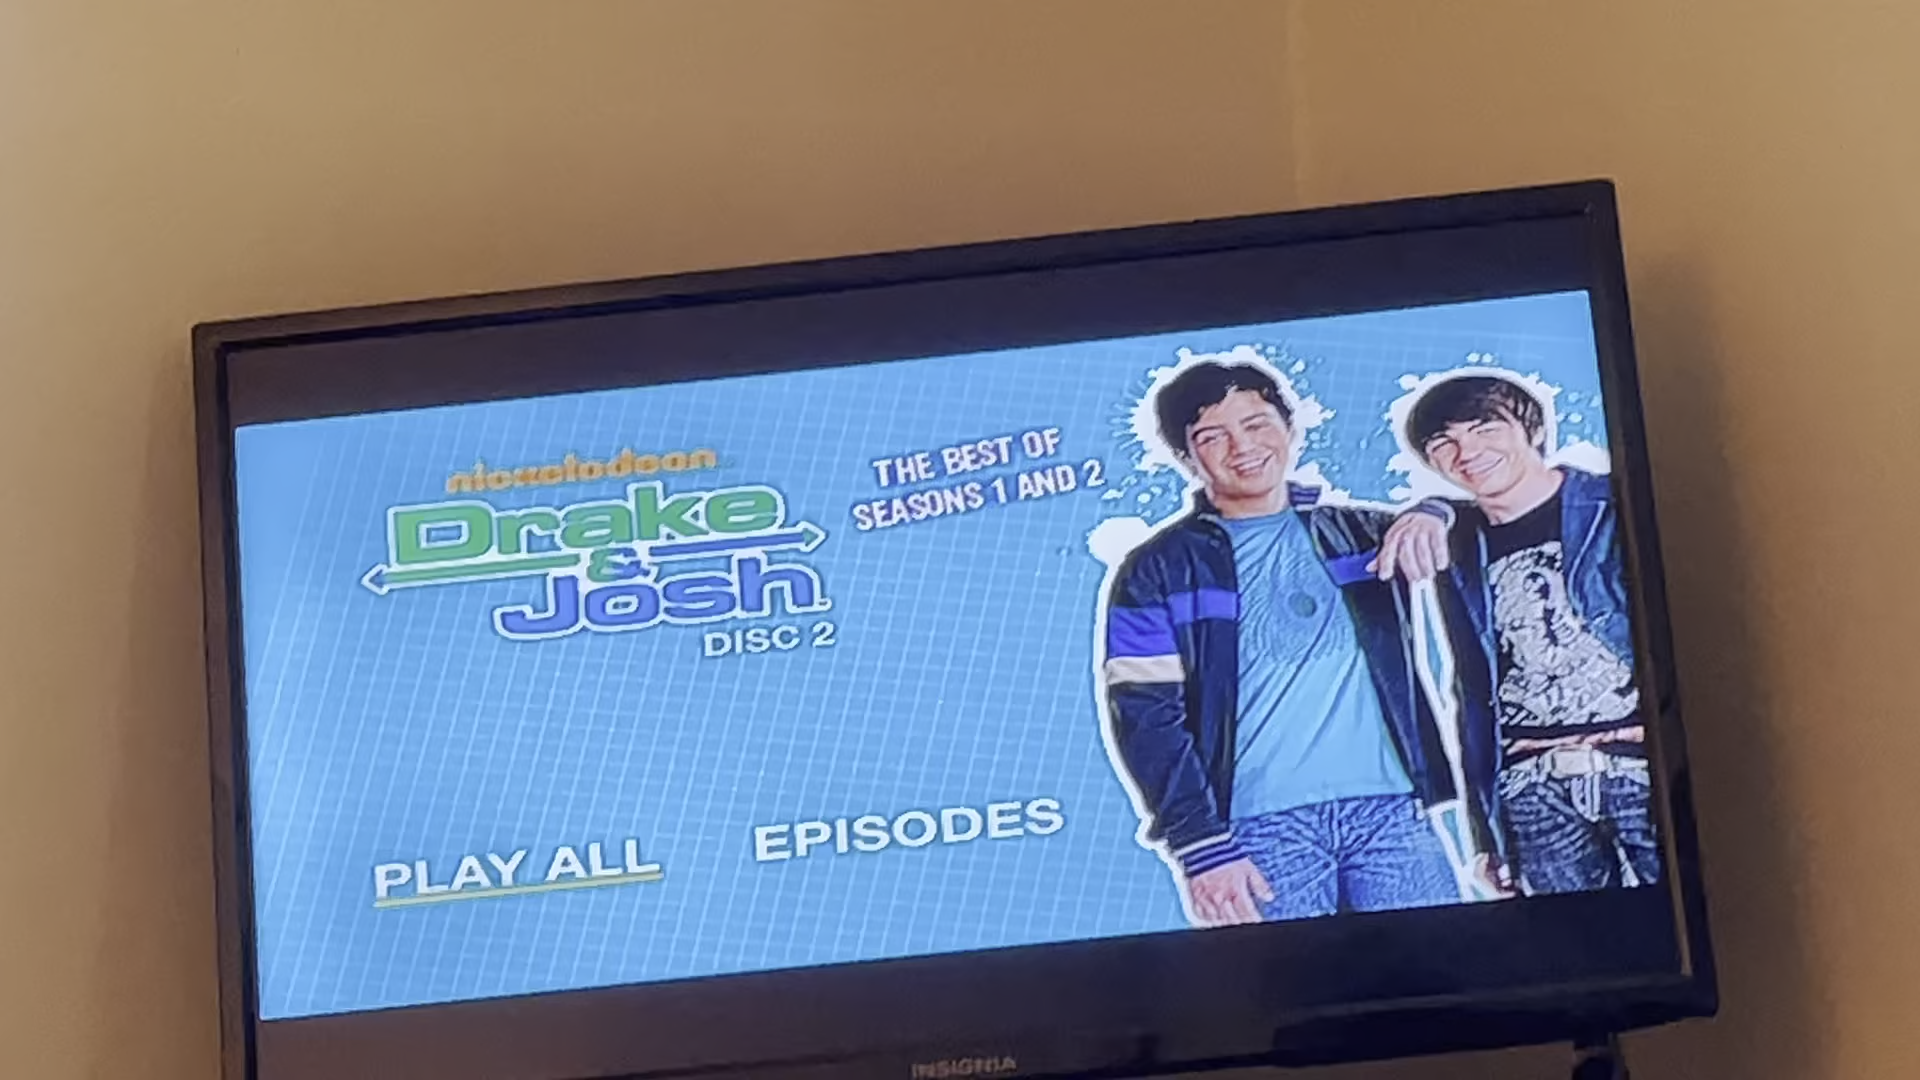 nickelodeon
Drake
&
Josh
DISC 2
THE BEST OF
SEASONS 1 AND 2
PLAY ALL
EPISODES
INSIGNIA